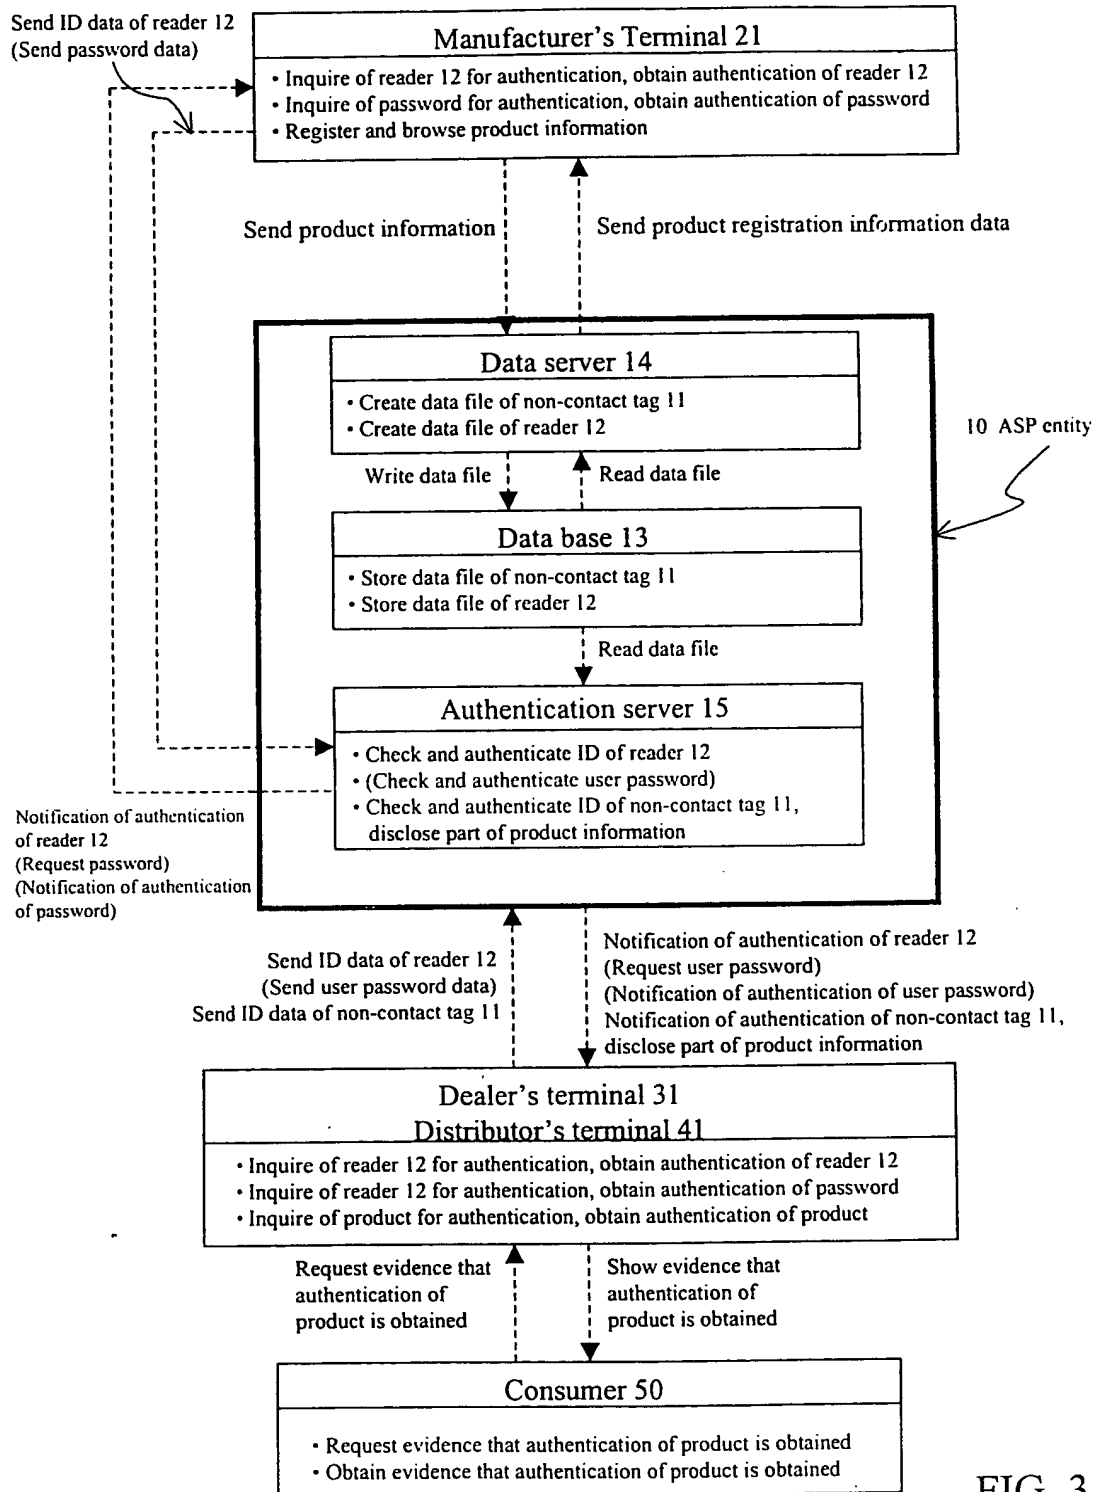 Send ID data of reader 12
(Send password data)
Manufacturer's Terminal 21
• Inquire of reader 12 for authentication, obtain authentication of reader 12
• Inquire of password for authentication, obtain authentication of password
• Register and browse product information
Send product information
Send product registration information data
Data server 14
• Create data file of non-contact tag 11
• Create data file of reader 12
10 ASP entity
Write data file
Read data file
Data base 13
• Store data file of non-contact tag 11
• Store data file of reader 12
Read data file
Authentication server 15
• Check and authenticate ID of reader 12
• (Check and authenticate user password)
• Check and authenticate ID of non-contact tag 11,
disclose part of product information
Notification of authentication
of reader 12
(Request password)
(Notification of authentication
of password)
Send ID data of reader 12
(Send user password data)
Send ID data of non-contact tag 11
Notification of authentication of reader 12
(Request user password)
(Notification of authentication of user password)
Notification of authentication of non-contact tag 11,
disclose part of product information
Dealer's terminal 31
Distributor's terminal 41
• Inquire of reader 12 for authentication, obtain authentication of reader 12
• Inquire of reader 12 for authentication, obtain authentication of password
• Inquire of product for authentication, obtain authentication of product
Request evidence that
authentication of
product is obtained
Show evidence that
authentication of
product is obtained
Consumer 50
• Request evidence that authentication of product is obtained
• Obtain evidence that authentication of product is obtained
FIG. 3